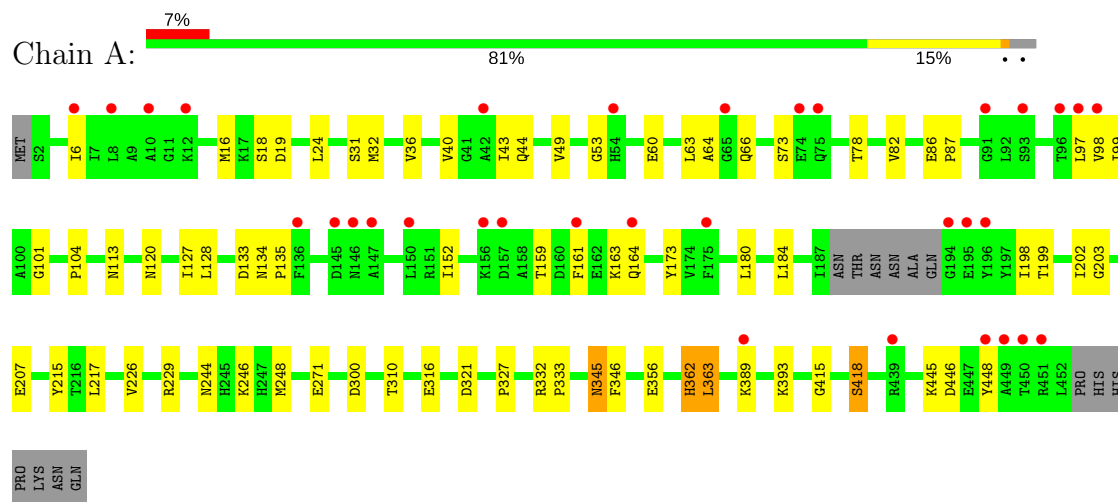 7%
Chain A:
81% 15% • •
MET S2 I6 I7 L8 A9 A10 G11 K12 M16 K17 S18 D19 L24 S31 M32 V36 V40 G41 A42 I43 Q44 V49 G53 H54 E60 L63 A64 G65 Q66 S73 E74 Q75 T78 V82 E86 P87 G91 L92 S93 T96 L97 V98 I99
A100 G101 P104 N113 N120 I127 L128 D133 N134 P135 F136 D145 N146 A147 L150 R151 I152 K156 D157 A158 T159 D160 F161 E162 K163 Q164 Y173 V174 F175 L180 L184 I187 ASN THR ASN ASN ALA GLN G194 E195 Y196 Y197 I198 T199 I202 G203
E207 Y215 T216 L217 V226 R229 N244 H245 K246 H247 M248 E271 D300 T310 E316 D321 P327 R332 P333 N345 F346 E356 H362 L363 K389 K393 G415 S418 R439 K445 D446 E447 Y448 A449 T450 R451 L452 PRO HIS HIS
PRO LYS ASN GLN